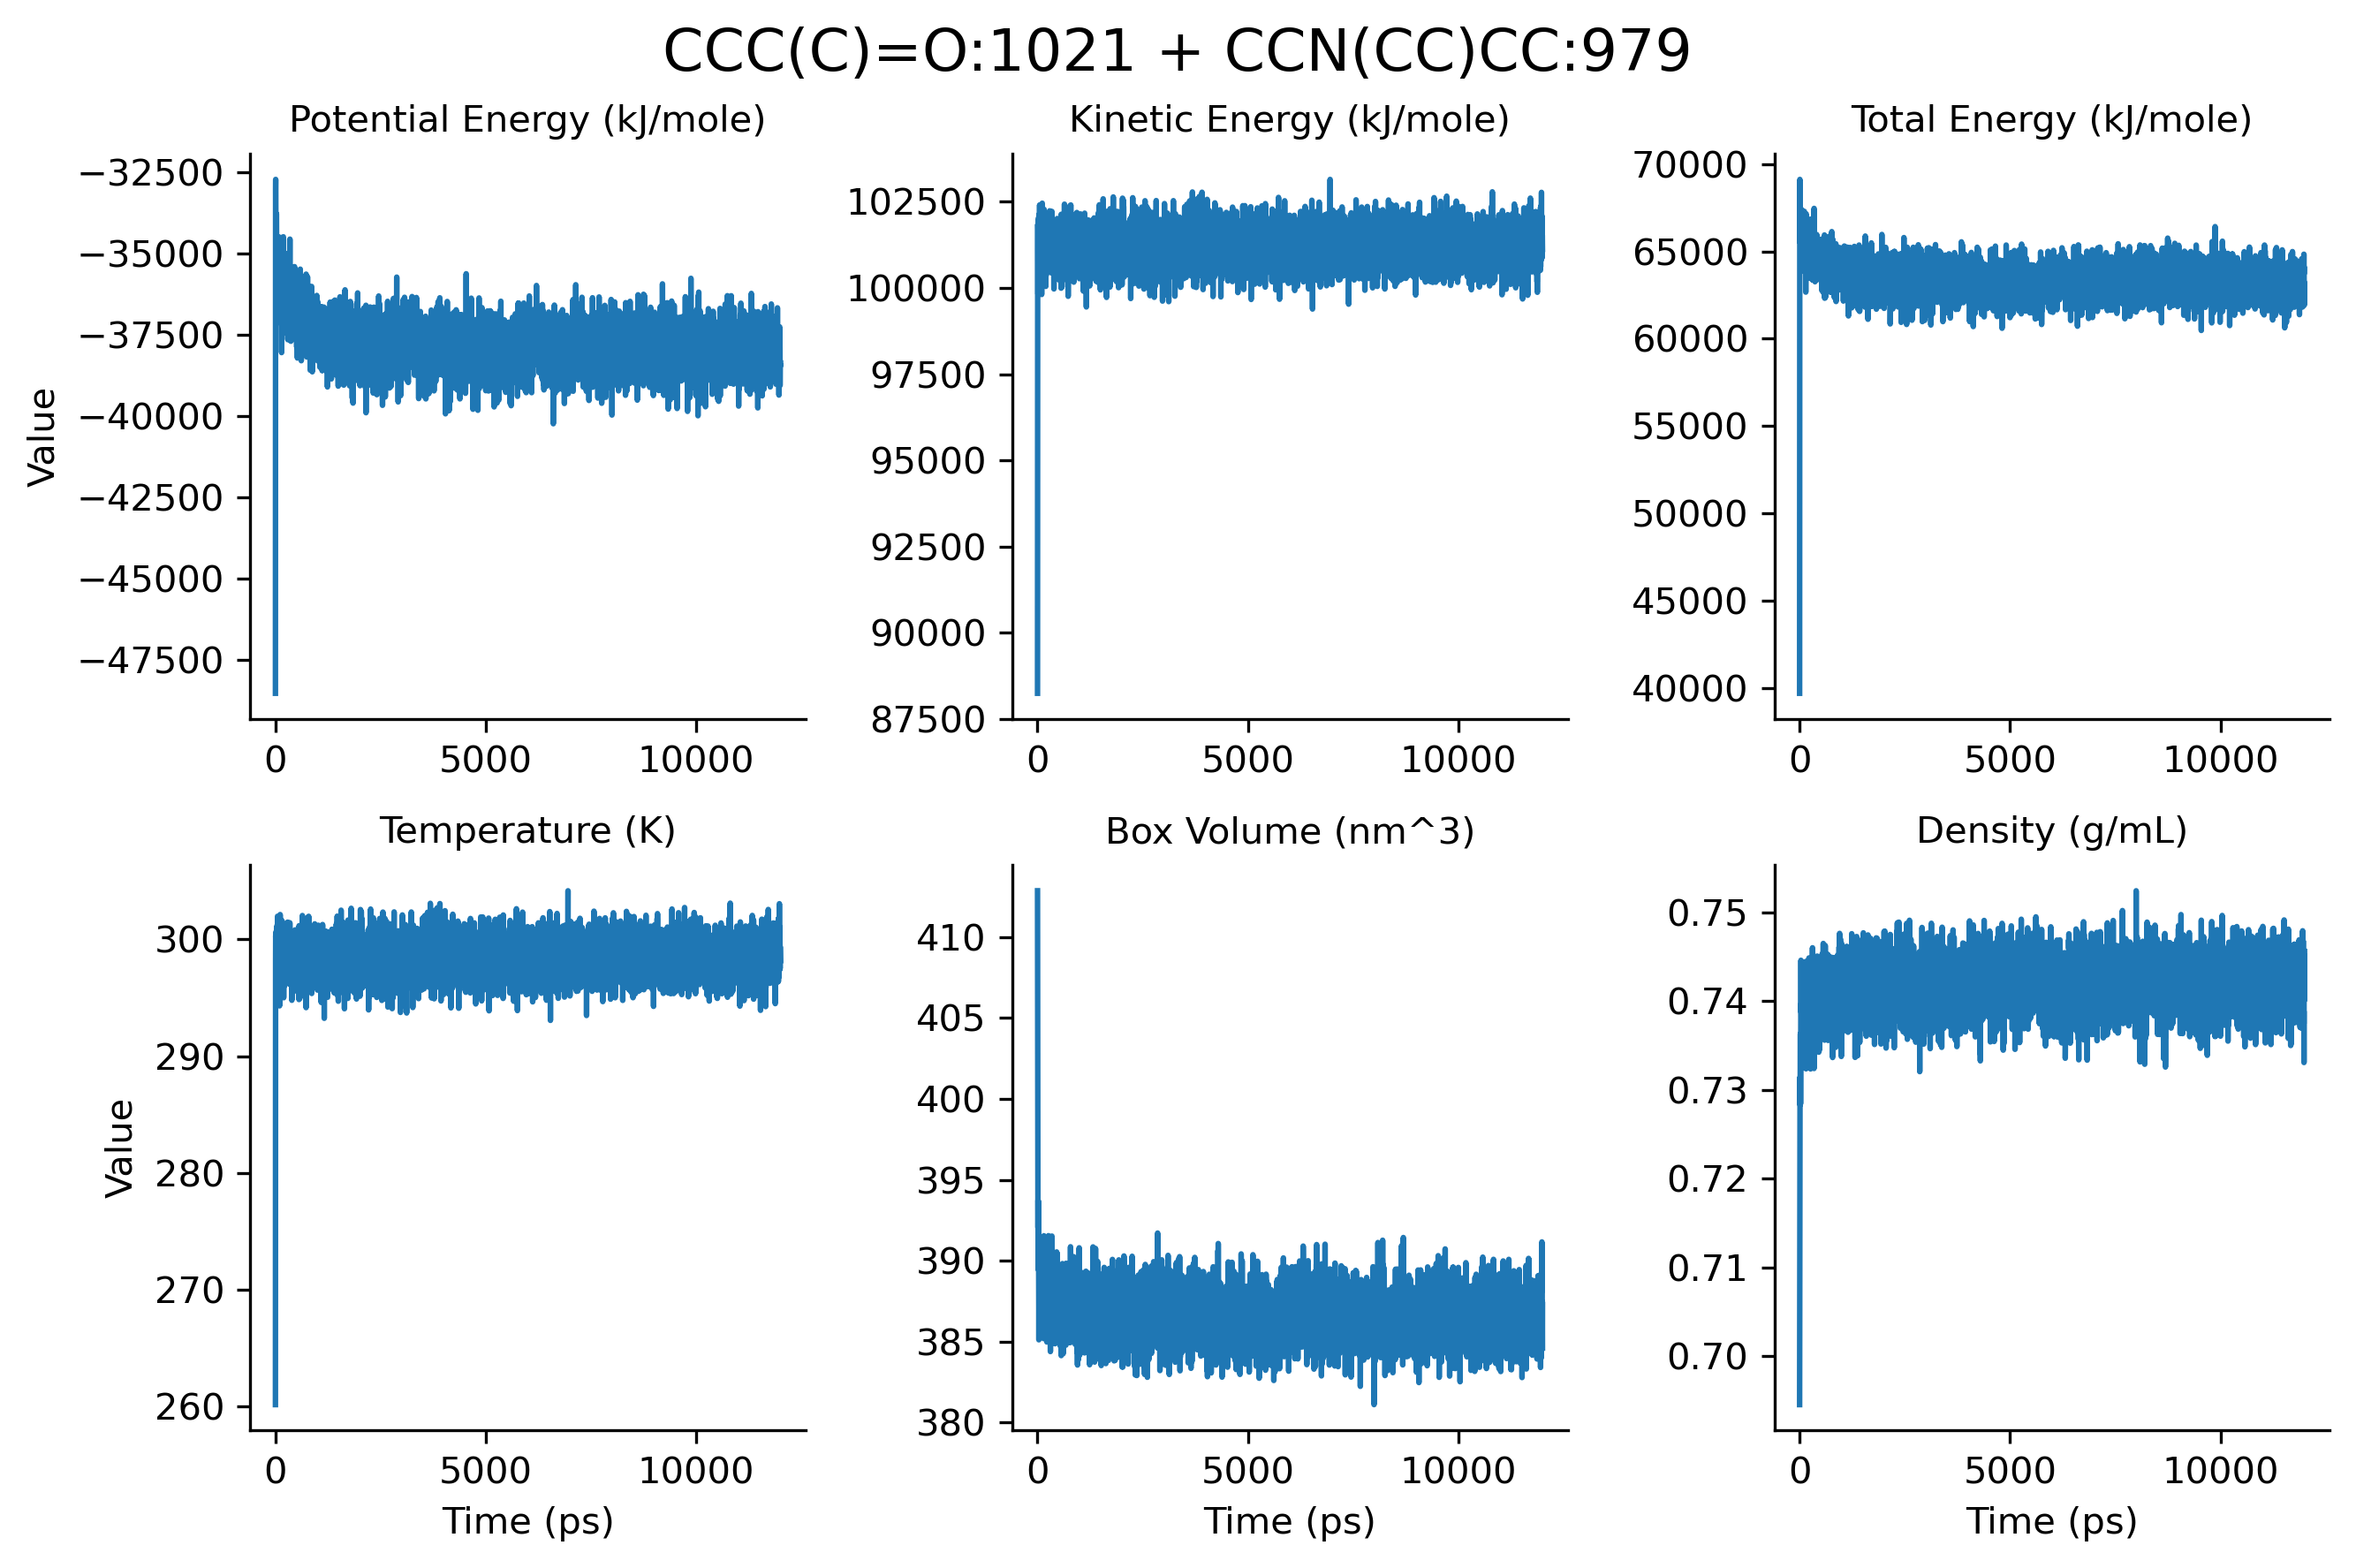 CCC(C)=O:1021 + CCN(CC)CC:979
Potential Energy (kJ/mole)
Kinetic Energy (kJ/mole)
Total Energy (kJ/mole)
Value
−32500
−35000
−37500
−40000
−42500
−45000
−47500
0 5000 10000
102500
100000
97500
95000
92500
90000
87500
0 5000 10000
70000
65000
60000
55000
50000
45000
40000
0 5000 10000
Temperature (K)
Box Volume (nm^3)
Density (g/mL)
Value
300
290
280
270
260
0 5000 10000
Time (ps)
410
405
400
395
390
385
380
0 5000 10000
Time (ps)
0.75
0.74
0.73
0.72
0.71
0.70
0 5000 10000
Time (ps)